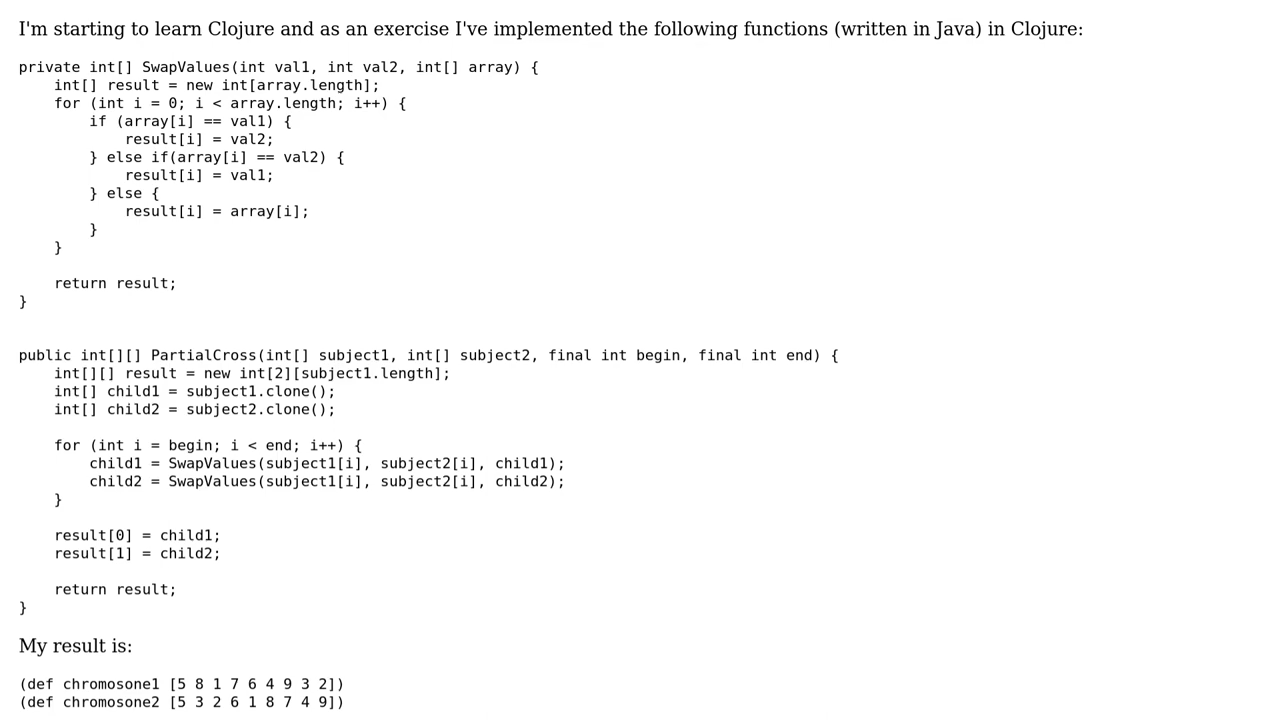 I'm starting to learn Clojure and as an exercise I've implemented the following functions (written in Java) in Clojure:
private int[] SwapValues(int val1, int val2, int[] array) {
    int[] result = new int[array.length];
    for (int i = 0; i < array.length; i++) {
        if (array[i] == val1) {
            result[i] = val2;
        } else if(array[i] == val2) {
            result[i] = val1;
        } else {
            result[i] = array[i];
        }
    }

    return result;
}

public int[][] PartialCross(int[] subject1, int[] subject2, final int begin, final int end) {
    int[][] result = new int[2][subject1.length];
    int[] child1 = subject1.clone();
    int[] child2 = subject2.clone();

    for (int i = begin; i < end; i++) {
        child1 = SwapValues(subject1[i], subject2[i], child1);
        child2 = SwapValues(subject1[i], subject2[i], child2);
    }

    result[0] = child1;
    result[1] = child2;

    return result;
}
My result is:
(def chromosone1 [5 8 1 7 6 4 9 3 2])
(def chromosone2 [5 3 2 6 1 8 7 4 9])